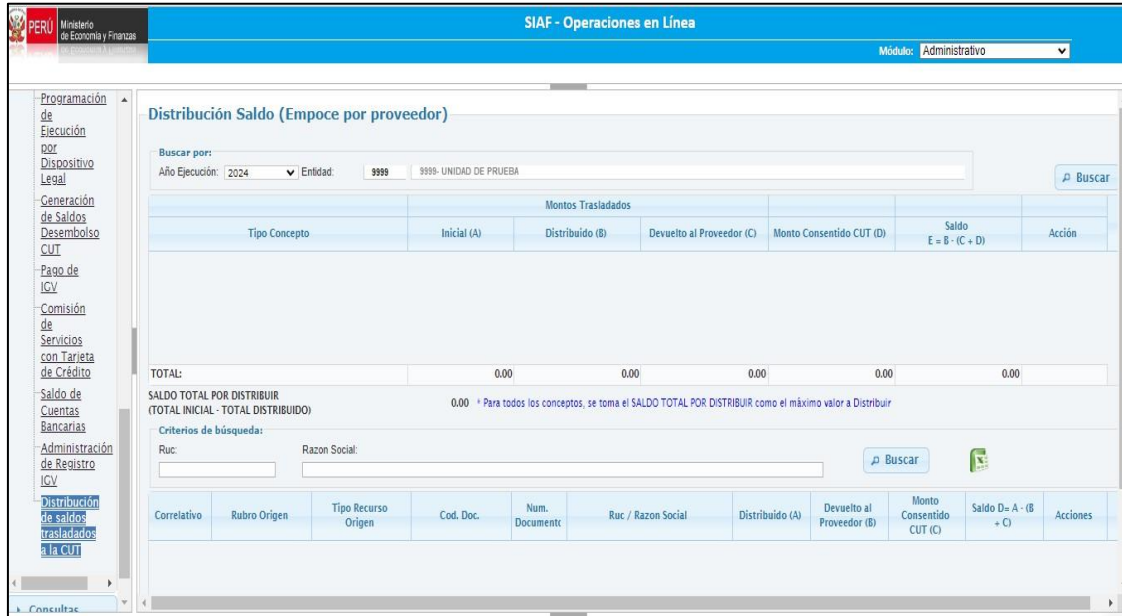 PERÚ Ministerio
de Economía y Finanzas
SIAF - Operaciones en Línea
Módulo: Administrativo
Programación
de
Ejecución
por
Dispositivo
Legal
Generación
de Saldos
Desembolso
CUT
Pago de
IGV
Comisión
de
Servicios
con Tarjeta
de Crédito
Saldo de
Cuentas
Bancarias
Administración
de Registro
IGV
Distribución
de saldos
trasladados
a la CUT
Consultas
Distribución Saldo (Empoce por proveedor)
Buscar por:
Año Ejecución: 2024 Entidad: 9999 9999- UNIDAD DE PRUEBA
Buscar
Montos Trasladados
Tipo Concepto Inicial (A) Distribuido (B) Devuelto al Proveedor (C) Monto Consentido CUT (D) Saldo
E = B - (C + D) Acción
TOTAL: 0.00 0.00 0.00 0.00 0.00
SALDO TOTAL POR DISTRIBUIR
(TOTAL INICIAL - TOTAL DISTRIBUIDO) 0.00 * Para todos los conceptos, se toma el SALDO TOTAL POR DISTRIBUIR como el máximo valor a Distribuir
Criterios de búsqueda:
Ruc: Razon Social:
Buscar
Correlativo Rubro Origen Tipo Recurso
Origen Cod. Doc. Num.
Documento Ruc / Razon Social Distribuido (A) Devuelto al
Proveedor (B) Monto
Consentido
CUT (C) Saldo D= A - (B
+ C) Acciones